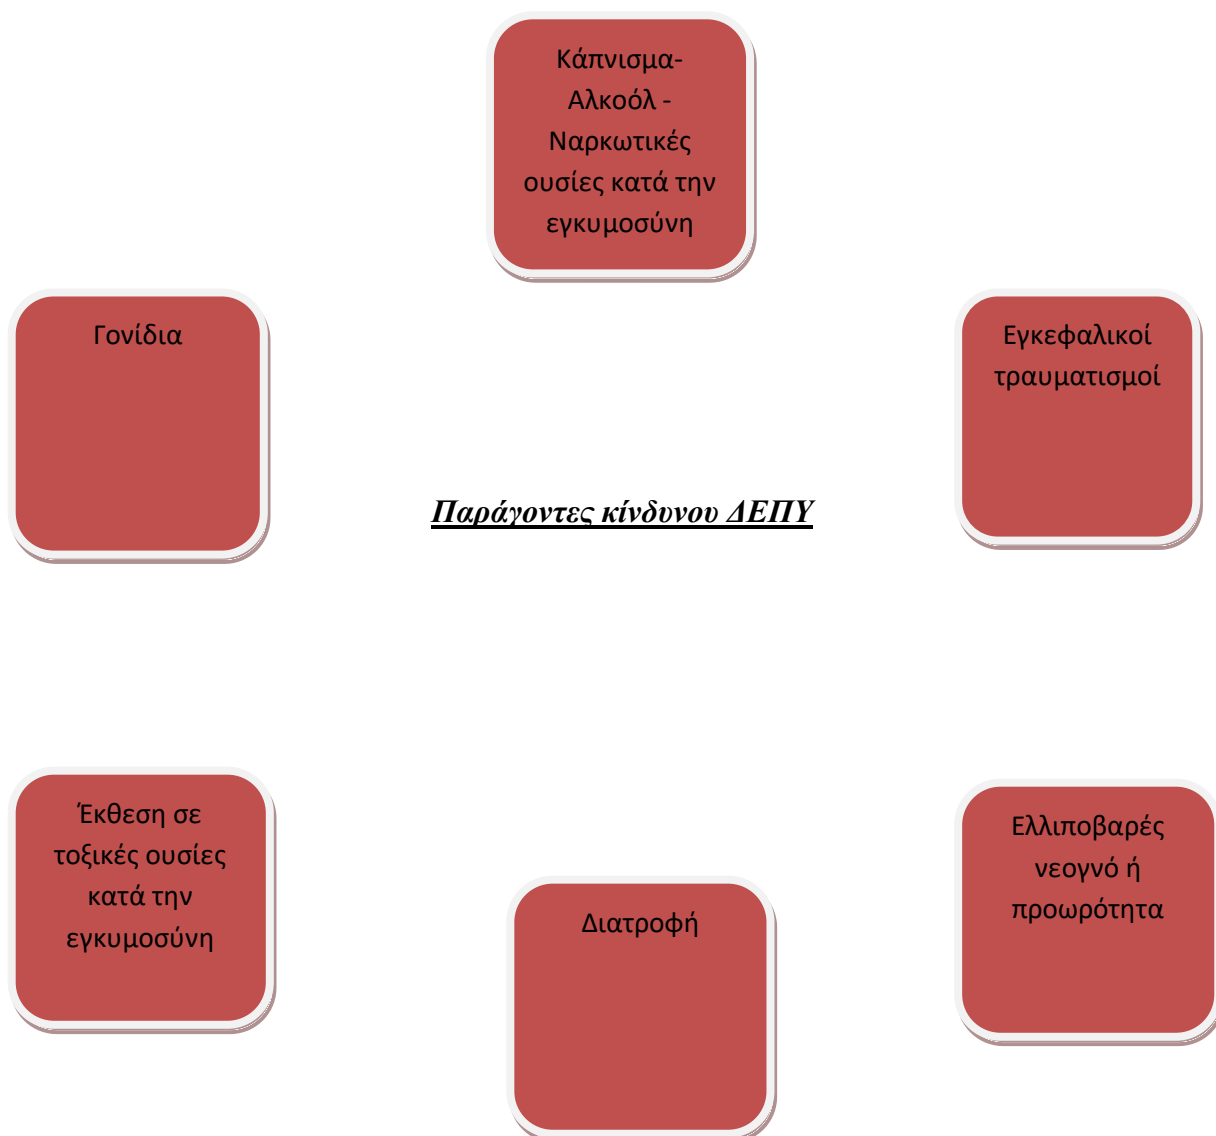 Κάπνισμα-
Αλκοόλ -
Ναρκωτικές
ουσίες κατά την
εγκυμοσύνη
Γονίδια
Εγκεφαλικοί
τραυματισμοί
Παράγοντες κίνδυνου ΔΕΠΥ
Έκθεση σε
τοξικές ουσίες
κατά την
εγκυμοσύνη
Ελλιποβαρές
νεογνό ή
προωρότητα
Διατροφή